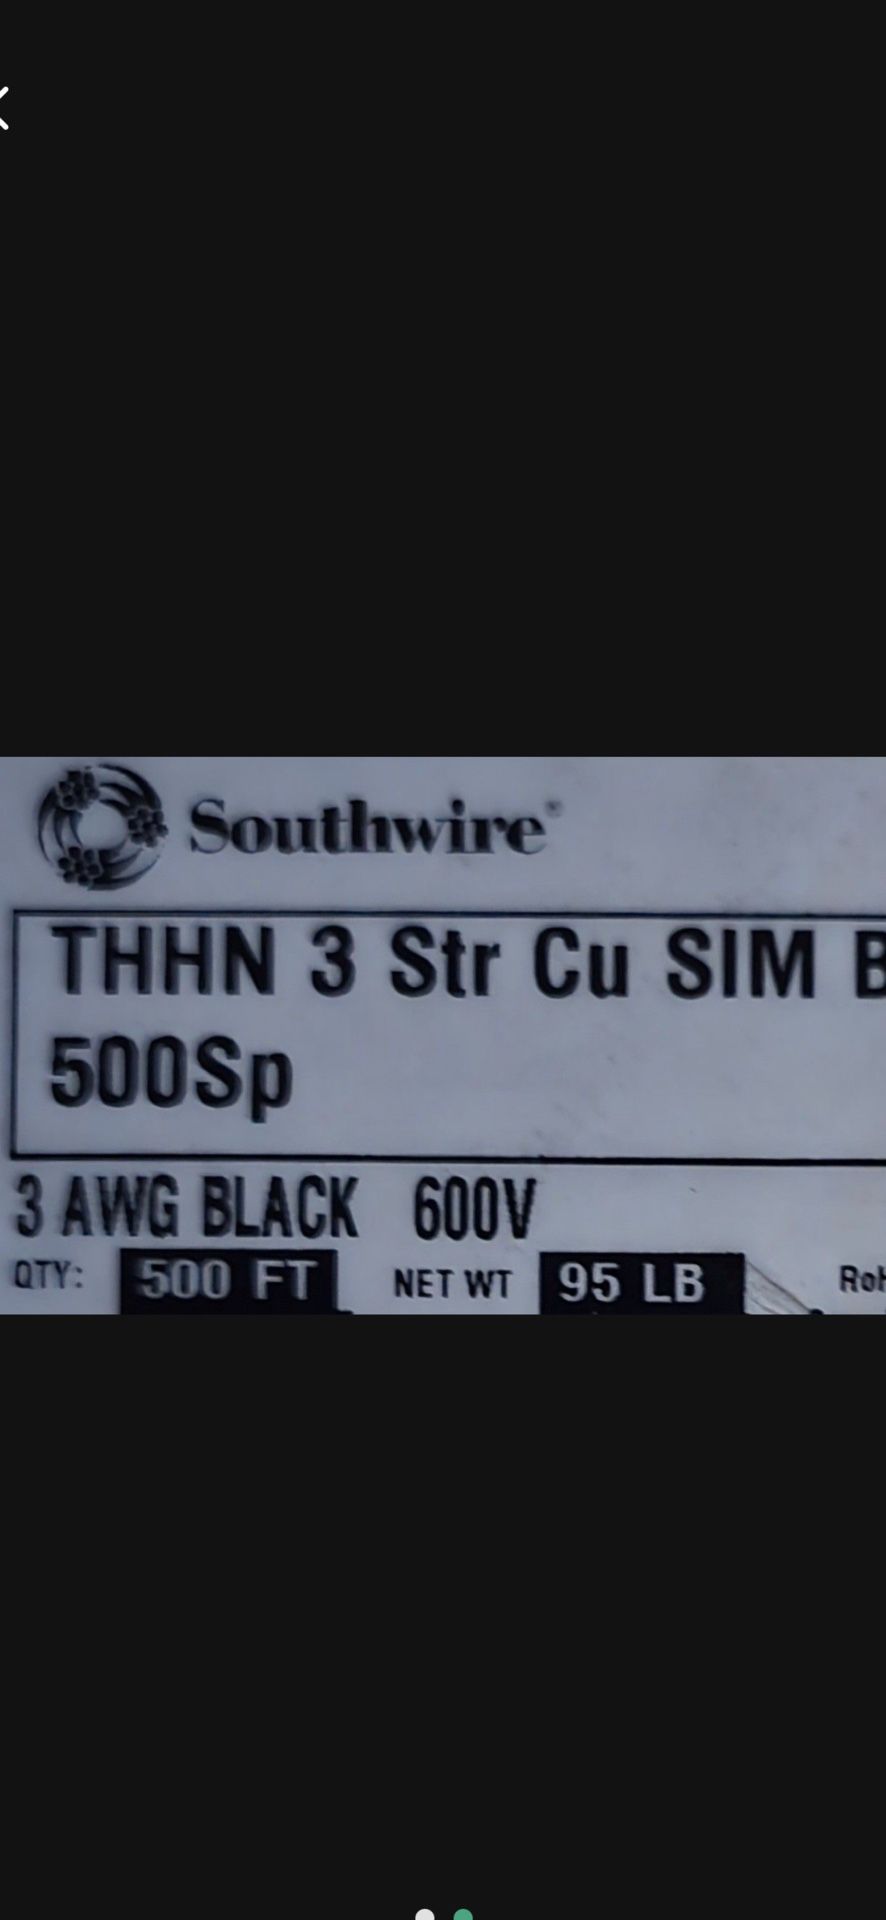 Southwire®
THHN 3 Str Cu SIM B
500Sp
3 AWG BLACK 600V
QTY: 500 FT NET WT 95 LB